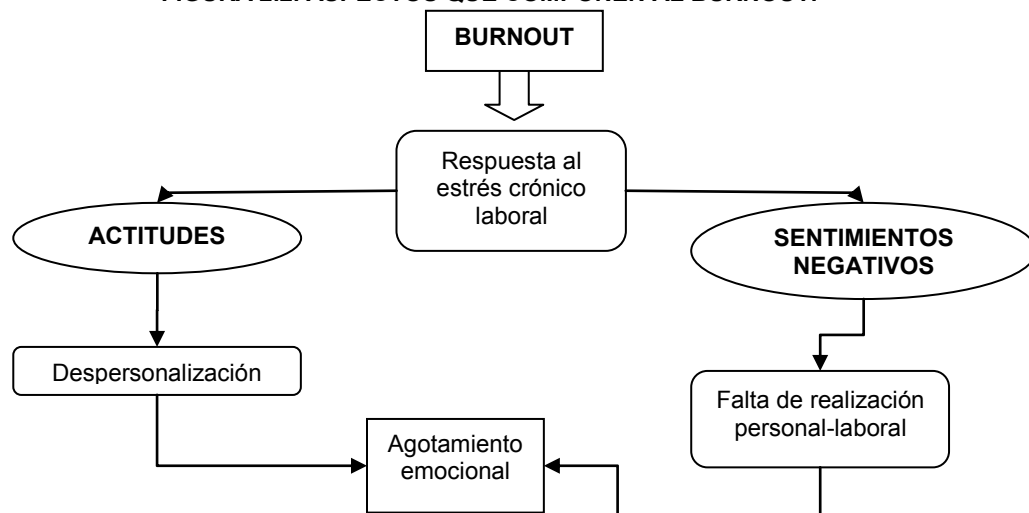 BURNOUT
Respuesta al
estrés crónico
laboral
ACTITUDES
SENTIMIENTOS
NEGATIVOS
Despersonalización
Falta de realización
personal-laboral
Agotamiento
emocional